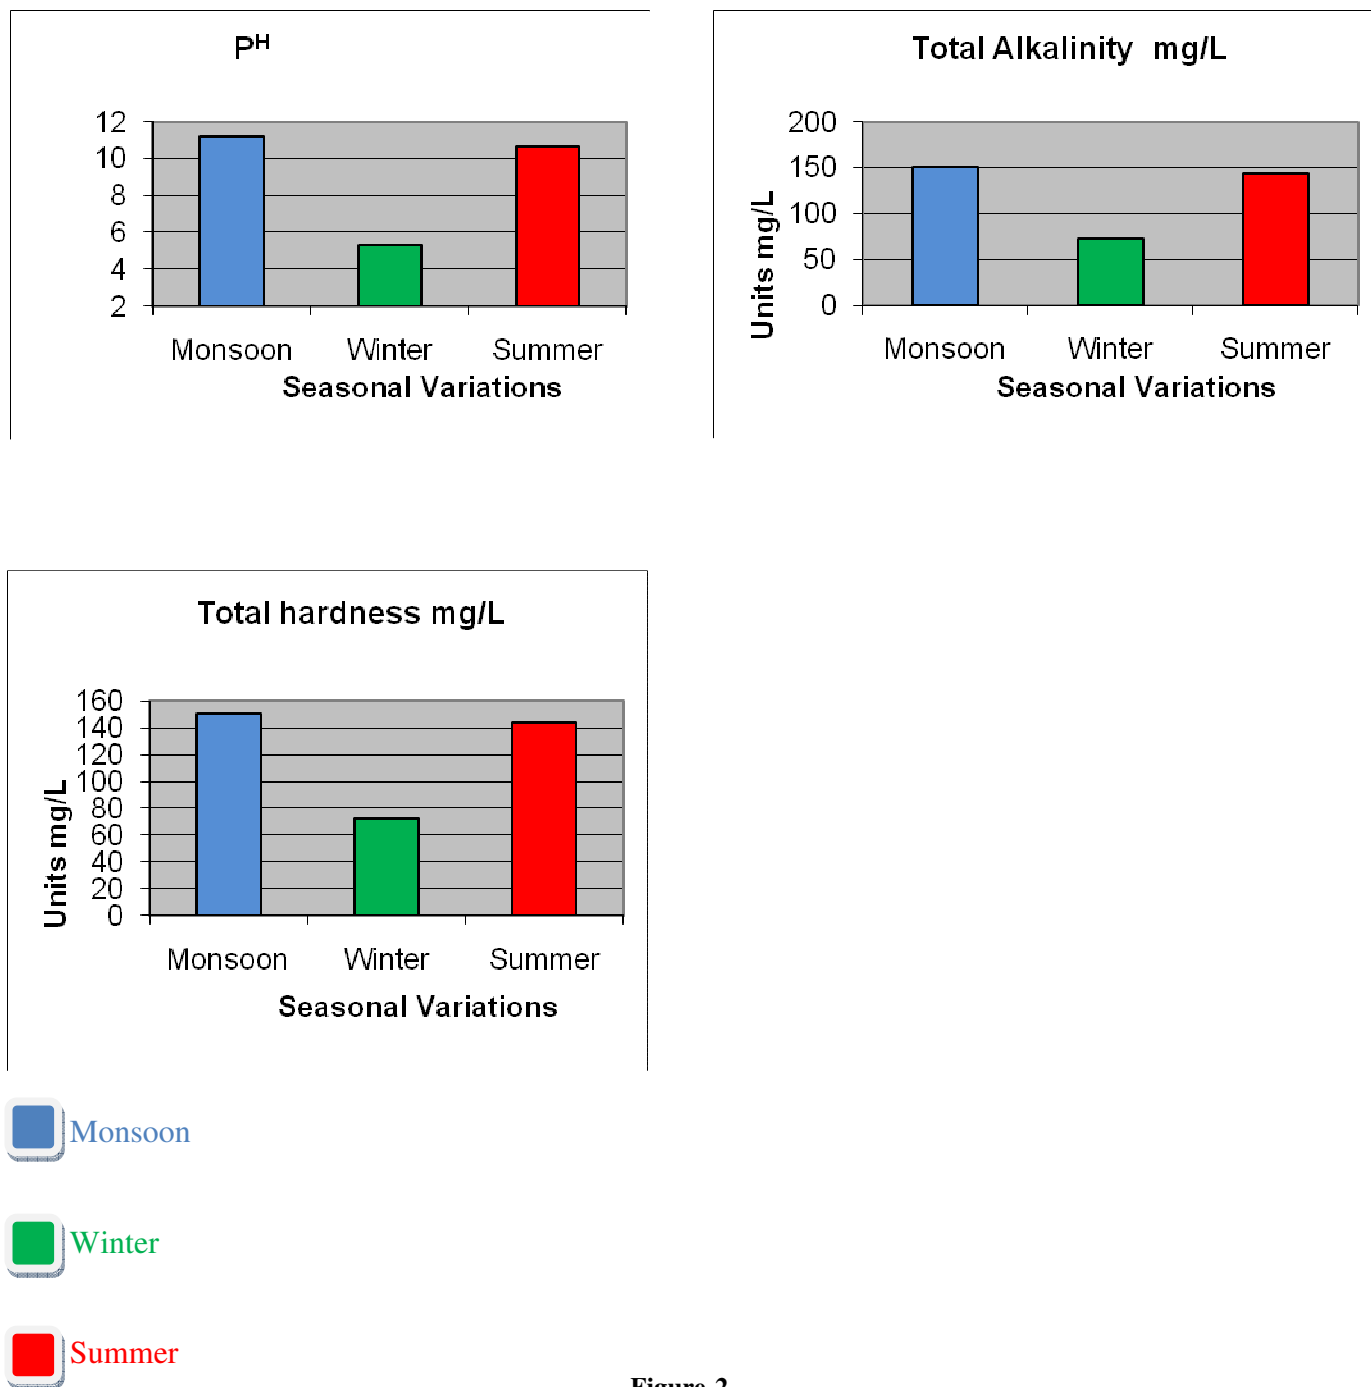 Pᴴ
12
10
8
6
4
2
Monsoon Winter Summer
Seasonal Variations
Total Alkalinity mg/L
Units mg/L
200
150
100
50
0
Monsoon Winter Summer
Seasonal Variations
Total hardness mg/L
Units mg/L
160
140
120
100
80
60
40
20
0
Monsoon Winter Summer
Seasonal Variations
Monsoon
Winter
Summer
Figure-2